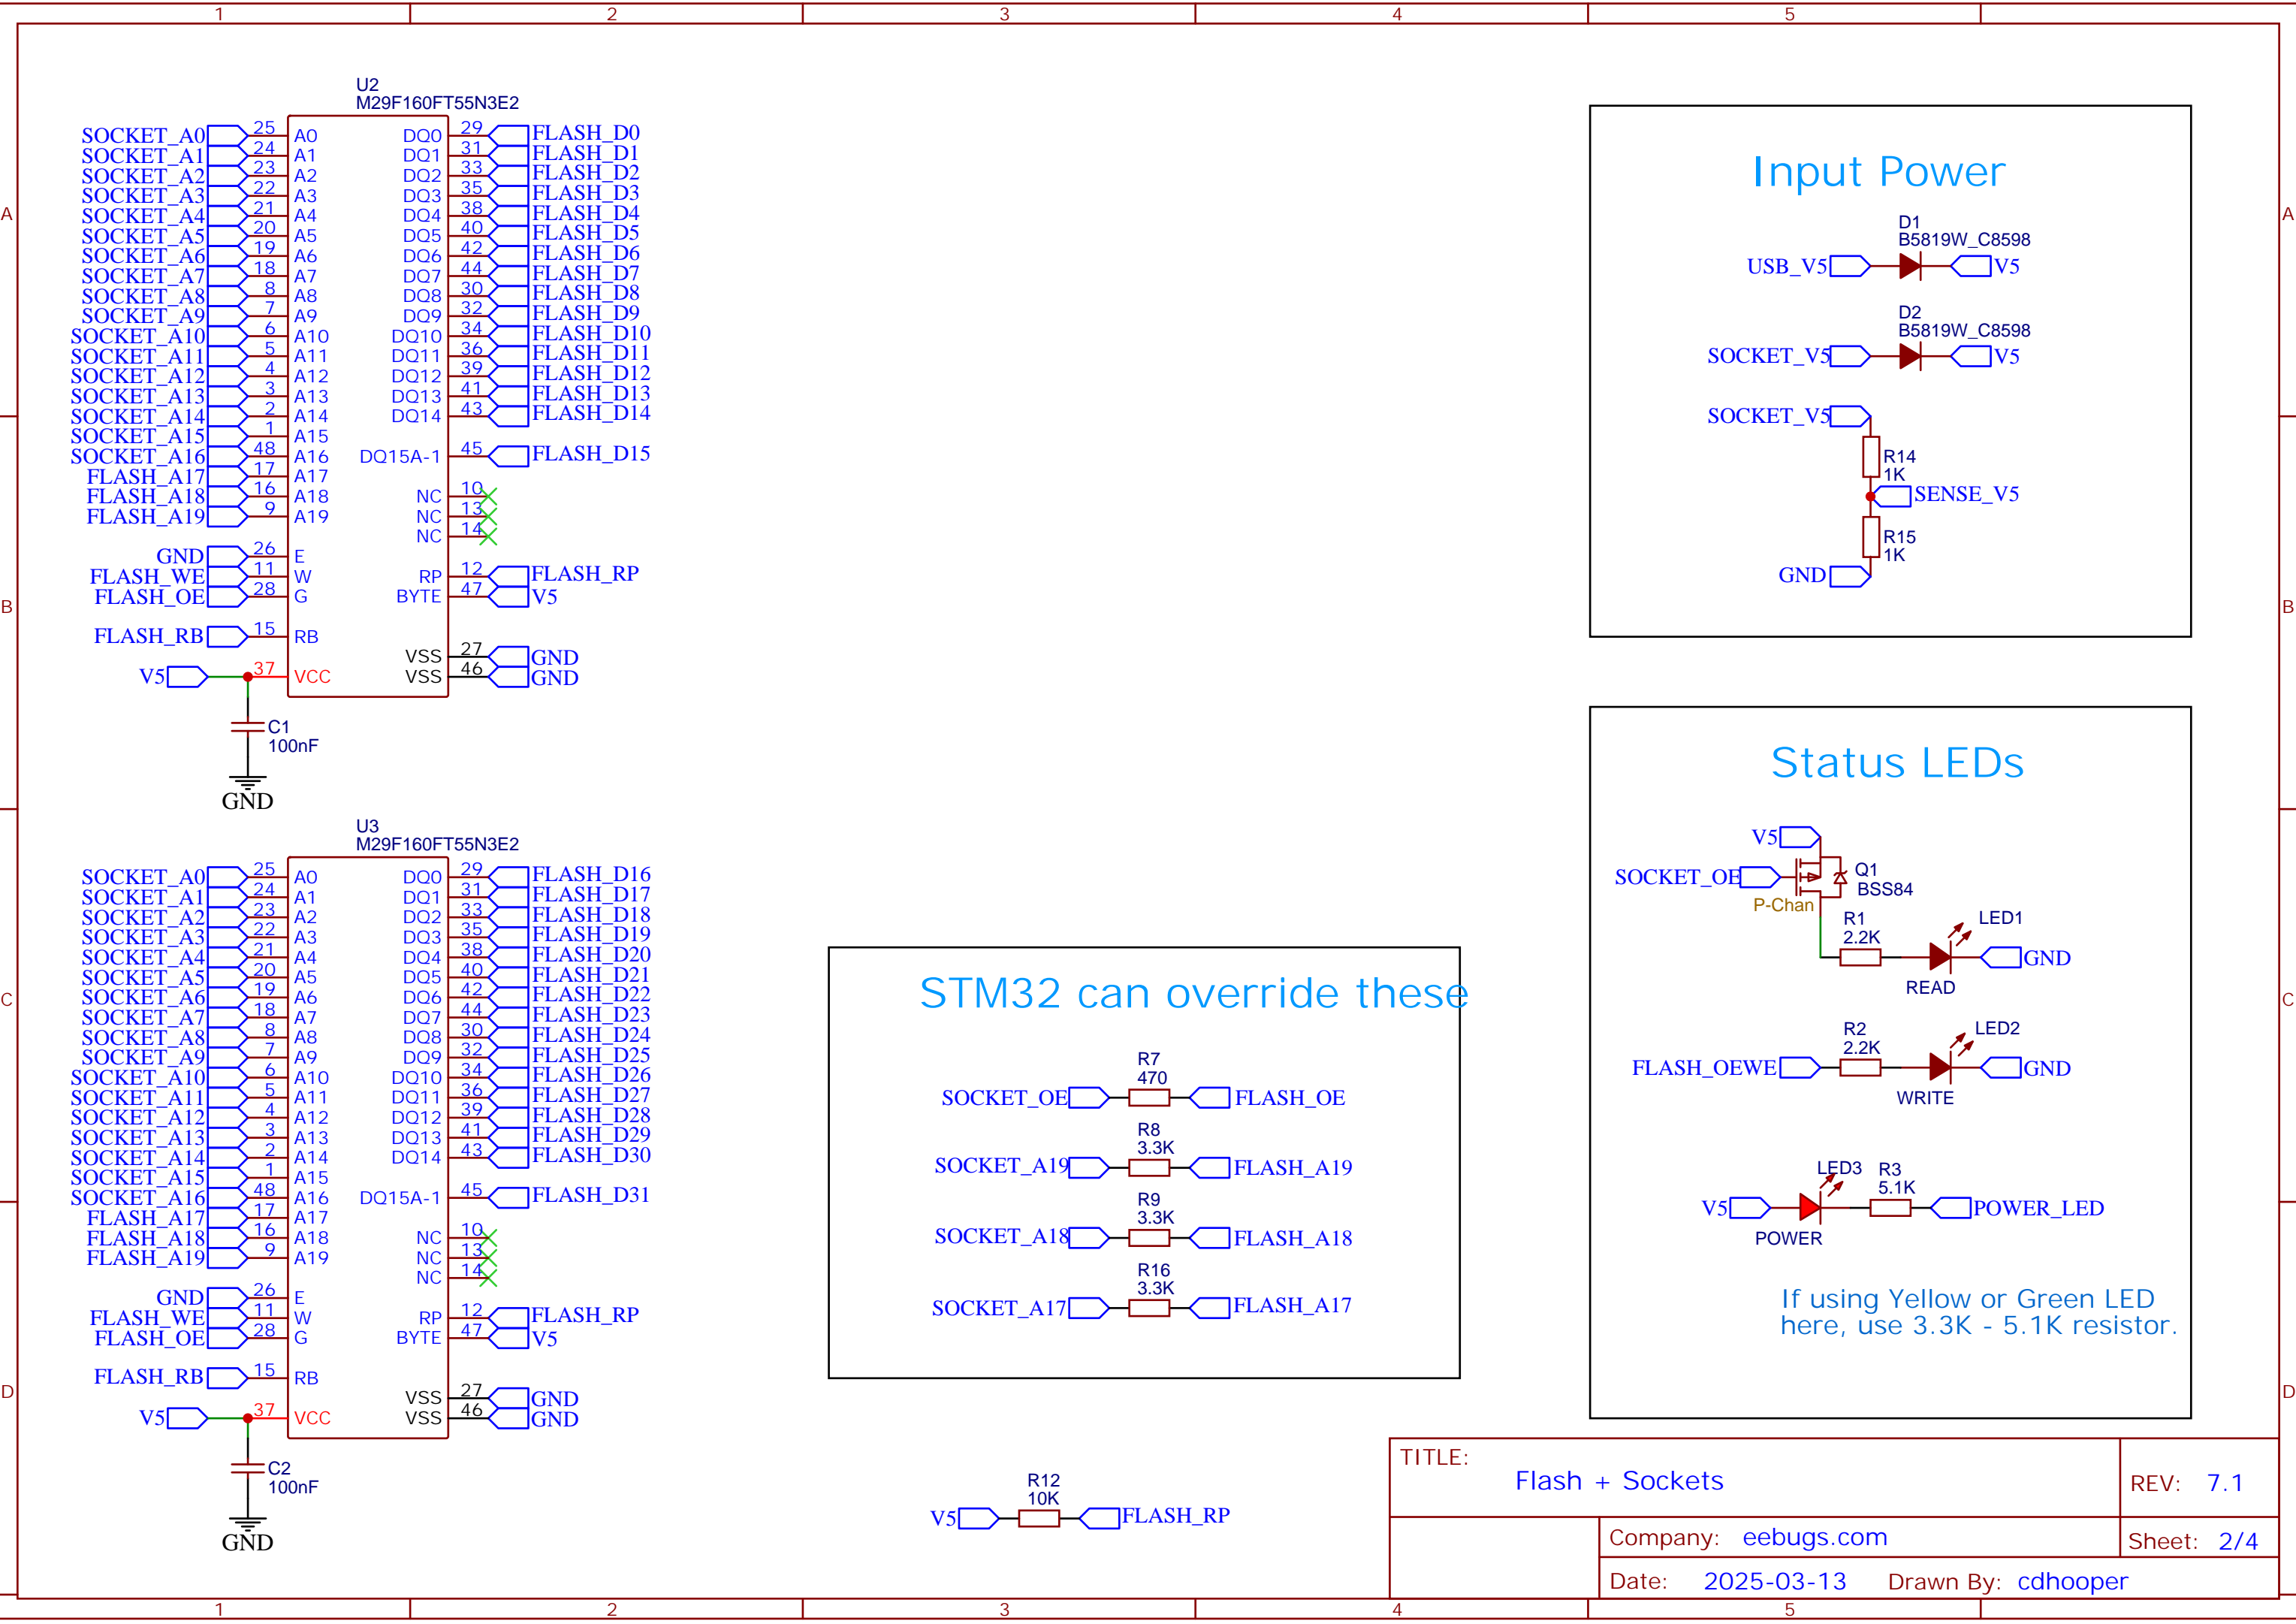 1 2 3 4 5
U2
M29F160FT55N3E2
SOCKET_A0 25 A0 DQ0 29 FLASH_D0
SOCKET_A1 24 A1 DQ1 31 FLASH_D1
SOCKET_A2 23 A2 DQ2 33 FLASH_D2
SOCKET_A3 22 A3 DQ3 35 FLASH_D3
SOCKET_A4 21 A4 DQ4 38 FLASH_D4
SOCKET_A5 20 A5 DQ5 40 FLASH_D5
SOCKET_A6 19 A6 DQ6 42 FLASH_D6
SOCKET_A7 18 A7 DQ7 44 FLASH_D7
SOCKET_A8 8 A8 DQ8 30 FLASH_D8
SOCKET_A9 7 A9 DQ9 32 FLASH_D9
SOCKET_A10 6 A10 DQ10 34 FLASH_D10
SOCKET_A11 5 A11 DQ11 36 FLASH_D11
SOCKET_A12 4 A12 DQ12 39 FLASH_D12
SOCKET_A13 3 A13 DQ13 41 FLASH_D13
SOCKET_A14 2 A14 DQ14 43 FLASH_D14
SOCKET_A15 1 A15
SOCKET_A16 48 A16 DQ15A-1 45 FLASH_D15
FLASH_A17 17 A17
FLASH_A18 16 A18 NC 10
FLASH_A19 9 A19 NC 13
NC 14
GND 26 E
FLASH_WE 11 W RP 12 FLASH_RP
FLASH_OE 28 G BYTE 47 V5
FLASH_RB 15 RB
VSS 27 GND
V5 37 VCC VSS 46 GND
C1
100nF
GND
U3
M29F160FT55N3E2
SOCKET_A0 25 A0 DQ0 29 FLASH_D16
SOCKET_A1 24 A1 DQ1 31 FLASH_D17
SOCKET_A2 23 A2 DQ2 33 FLASH_D18
SOCKET_A3 22 A3 DQ3 35 FLASH_D19
SOCKET_A4 21 A4 DQ4 38 FLASH_D20
SOCKET_A5 20 A5 DQ5 40 FLASH_D21
SOCKET_A6 19 A6 DQ6 42 FLASH_D22
SOCKET_A7 18 A7 DQ7 44 FLASH_D23
SOCKET_A8 8 A8 DQ8 30 FLASH_D24
SOCKET_A9 7 A9 DQ9 32 FLASH_D25
SOCKET_A10 6 A10 DQ10 34 FLASH_D26
SOCKET_A11 5 A11 DQ11 36 FLASH_D27
SOCKET_A12 4 A12 DQ12 39 FLASH_D28
SOCKET_A13 3 A13 DQ13 41 FLASH_D29
SOCKET_A14 2 A14 DQ14 43 FLASH_D30
SOCKET_A15 1 A15
SOCKET_A16 48 A16 DQ15A-1 45 FLASH_D31
FLASH_A17 17 A17
FLASH_A18 16 A18 NC 10
FLASH_A19 9 A19 NC 13
NC 14
GND 26 E
FLASH_WE 11 W RP 12 FLASH_RP
FLASH_OE 28 G BYTE 47 V5
FLASH_RB 15 RB
VSS 27 GND
V5 37 VCC VSS 46 GND
C2
100nF
GND
STM32 can override these
R7
470
SOCKET_OE FLASH_OE
R8
3.3K
SOCKET_A19 FLASH_A19
R9
3.3K
SOCKET_A18 FLASH_A18
R16
3.3K
SOCKET_A17 FLASH_A17
R12
10K
V5 FLASH_RP
Input Power
D1
B5819W_C8598
USB_V5 V5
D2
B5819W_C8598
SOCKET_V5 V5
SOCKET_V5
R14
1K
SENSE_V5
R15
1K
GND
Status LEDs
V5
SOCKET_OE
Q1
BSS84
P-Chan
R1
2.2K
LED1
GND
READ
R2
2.2K
LED2
FLASH_OEWE GND
WRITE
LED3 R3
5.1K
V5 POWER_LED
POWER
If using Yellow or Green LED
here, use 3.3K - 5.1K resistor.
TITLE:
Flash + Sockets
REV: 7.1
Company: eebugs.com
Sheet: 2/4
Date: 2025-03-13 Drawn By: cdhooper
A A
B B
C C
D D
1 2 3 4 5